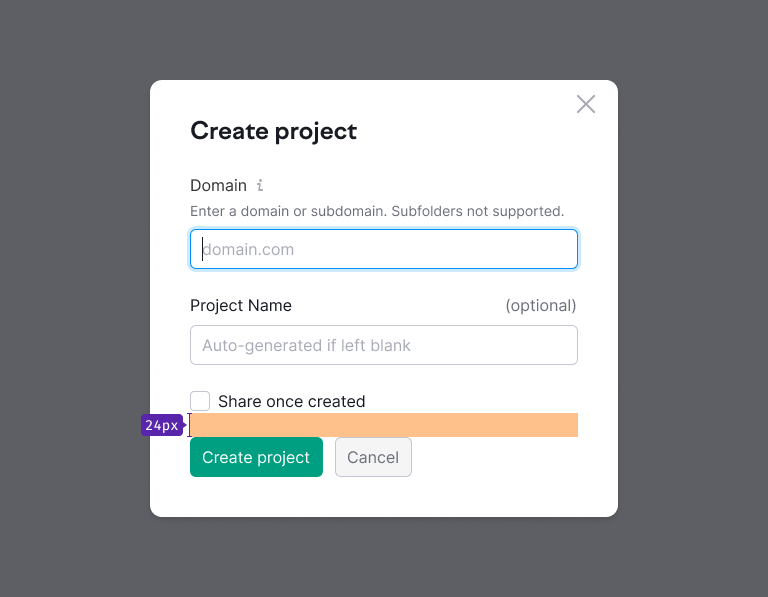 Create project
Domain i
Enter a domain or subdomain. Subfolders not supported.
domain.com
Project Name (optional)
Auto-generated if left blank
Share once created
24px
Create project Cancel